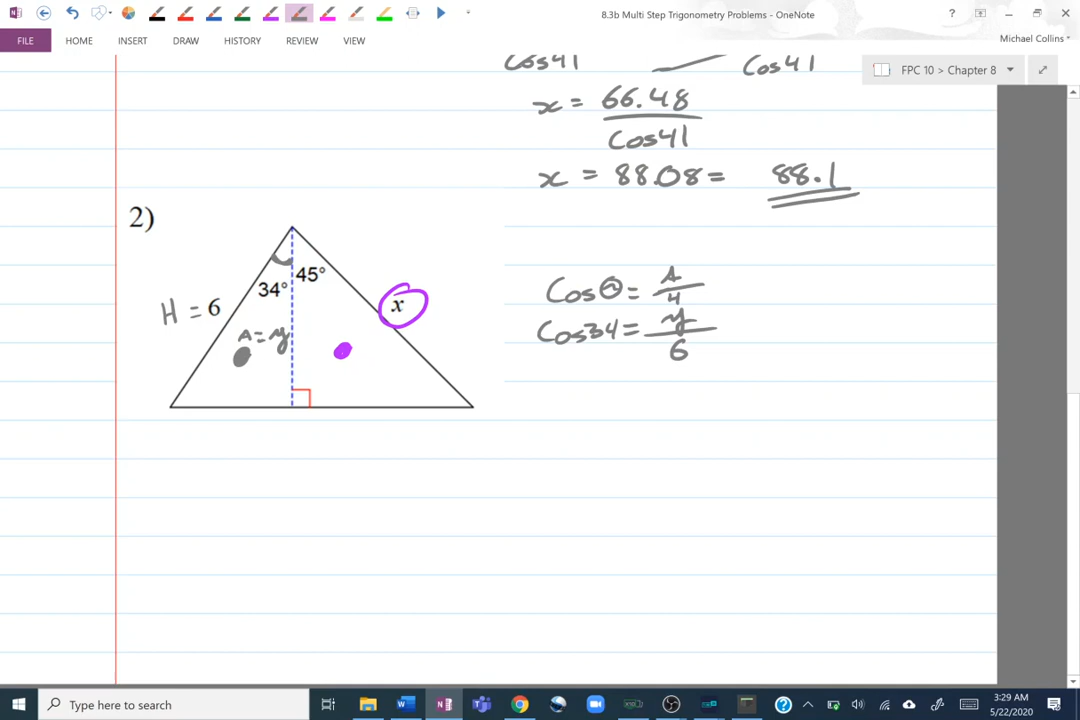 8.3b Multi Step Trigonometry Problems - OneNote
FILE HOME INSERT DRAW HISTORY REVIEW VIEW
Michael Collins
FPC 10 > Chapter 8
Cos41 Cos41
x = 66.48
Cos41
x = 88.08 = 88.1
2)
45°
34°
H = 6
x
A = y
Cosθ = A
H
Cos34 = y
6
Type here to search
3:29 AM
5/22/2020